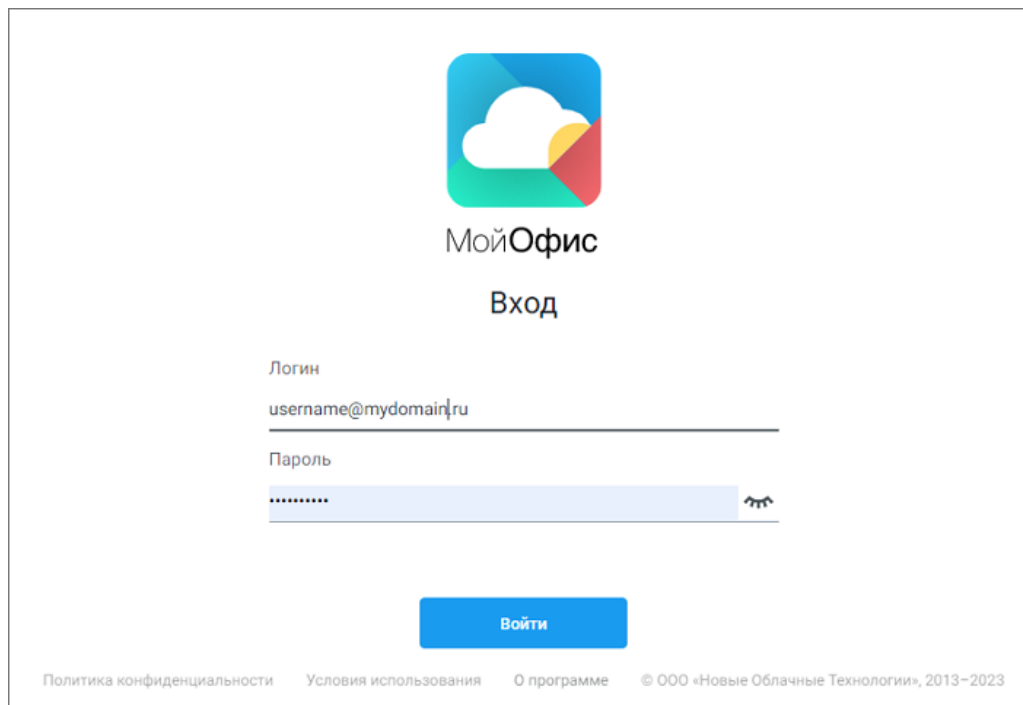 МойОфис
Вход
Логин
username@mydomain.ru
Пароль
••••••••••
Войти
Политика конфиденциальности Условия использования О программе © ООО «Новые Облачные Технологии», 2013–2023